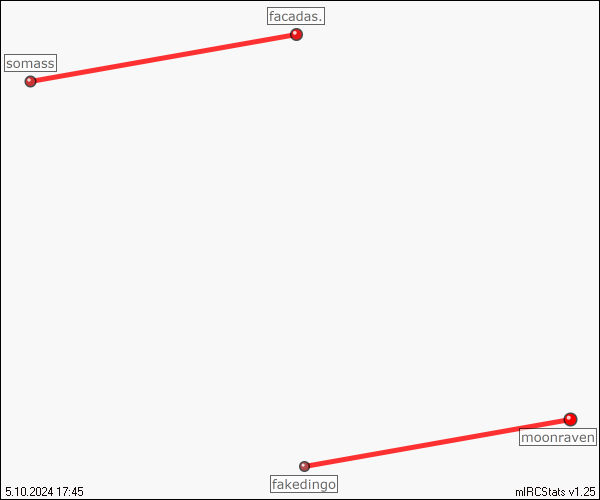 facadas.
somass
moonraven
fakedingo
5.10.2024 17:45
mIRCStats v1.25